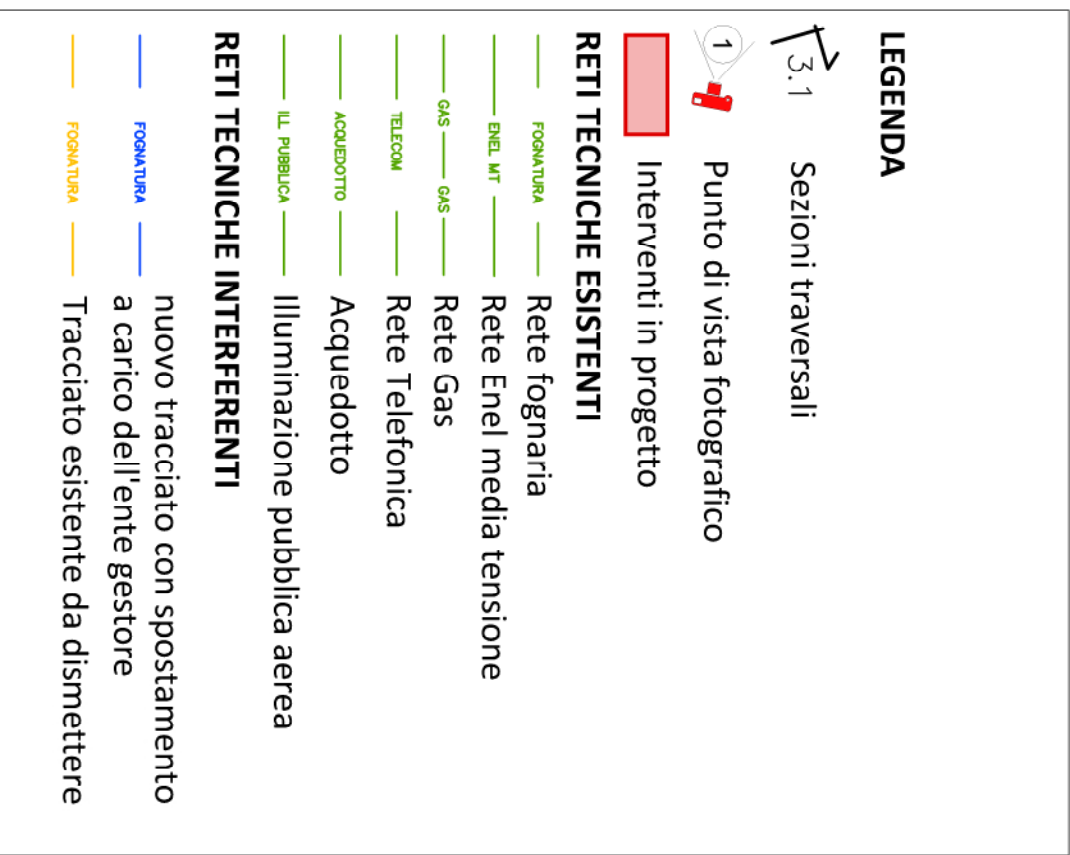 LEGENDA
3.1 Sezioni traversali
1 Punto di vista fotografico
Interventi in progetto
RETI TECNICHE ESISTENTI
FOGNATURA Rete fognaria
ENEL MT Rete Enel media tensione
GAS GAS Rete Gas
TELECOM Rete Telefonica
ACQUEDOTTO Acquedotto
ILL PUBBLICA Illuminazione pubblica aerea
RETI TECNICHE INTERFERENTI
FOGNATURA nuovo tracciato con spostamento
a carico dell'ente gestore
FOGNATURA Tracciato esistente da dismettere